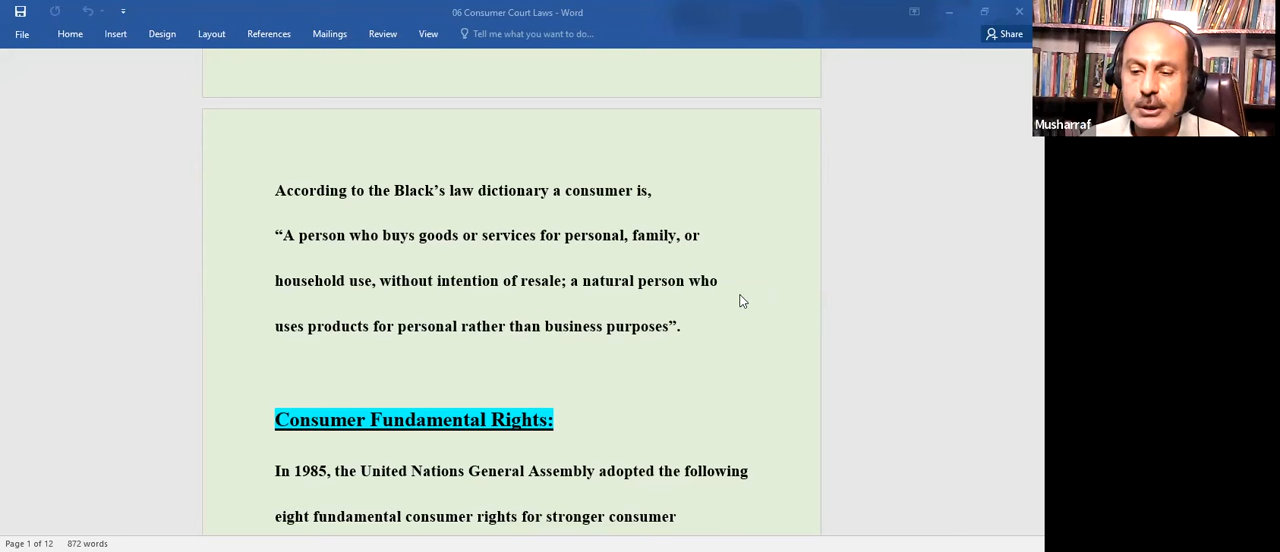 06 Consumer Court Laws - Word
File Home Insert Design Layout References Mailings Review View Tell me what you want to do... Share
Musharraf
According to the Black’s law dictionary a consumer is,
“A person who buys goods or services for personal, family, or
household use, without intention of resale; a natural person who
uses products for personal rather than business purposes”.
Consumer Fundamental Rights:
In 1985, the United Nations General Assembly adopted the following
eight fundamental consumer rights for stronger consumer
Page 1 of 12 872 words